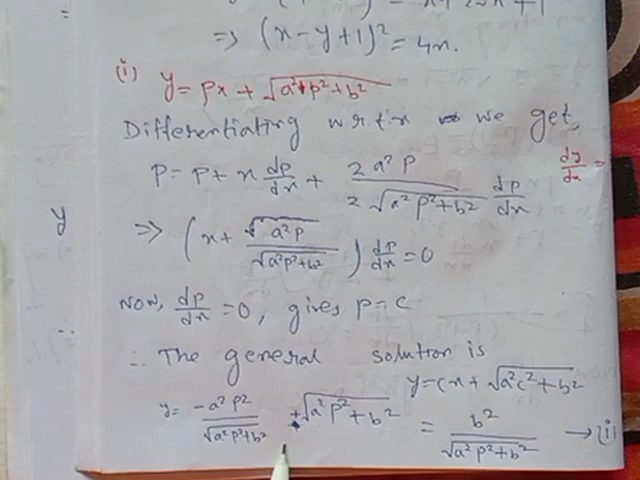 =
⇒ (x-y+1)² = 4x.
(i) y = px + √a²p²+b²
Differentiating w.r.t x we get,
P = P + x dp/dx + 2a²p / 2√a²p²+b² dp/dx
dy/dx =
y
⇒ (x + √a²p / √a²p²+b²) dp/dx = 0
Now, dp/dx = 0, gives p = c
∴ The general solution is
y = cx + √a²c²+b²
y = -a²p² / √a²p²+b² + √a²p²+b² = b² / √a²p²+b² → (i)